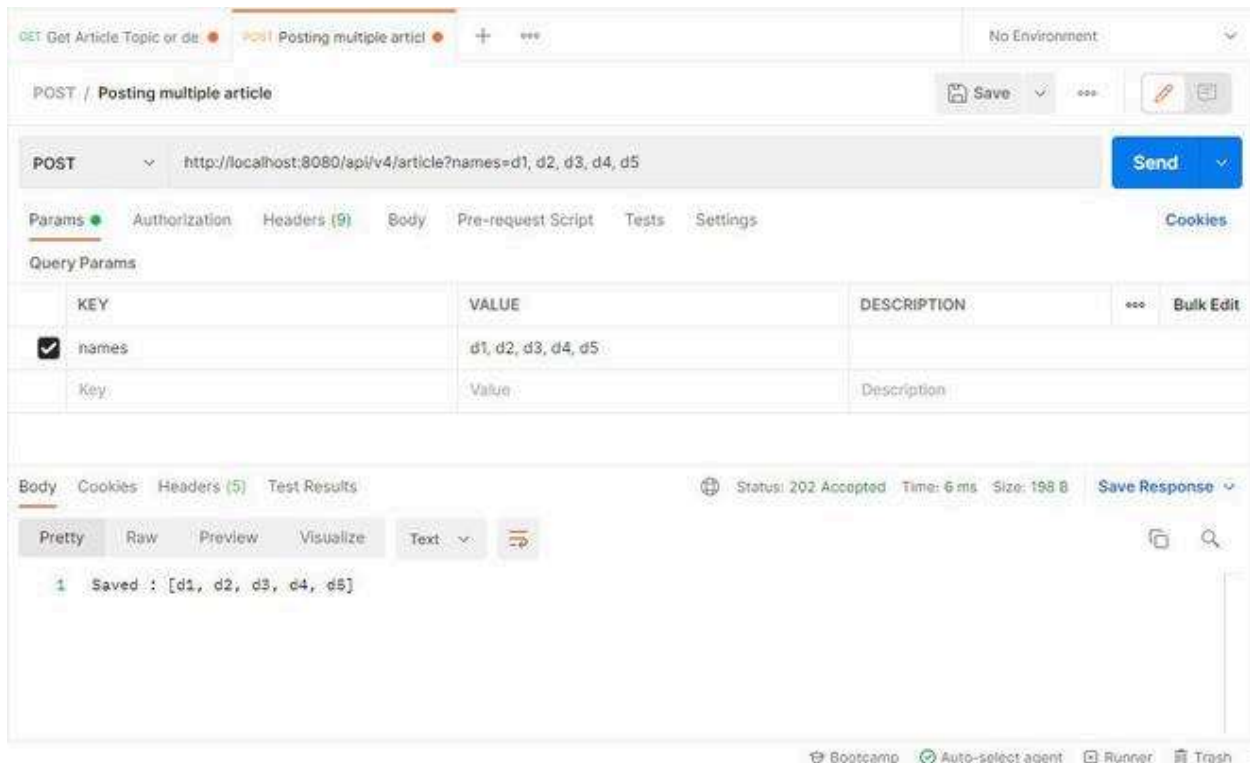 GET Get Article Topic or de POST Posting multiple articl + ooo No Environment
POST / Posting multiple article Save ooo
POST http://localhost:8080/api/v4/article?names=d1, d2, d3, d4, d5 Send
Params Authorization Headers (9) Body Pre-request Script Tests Settings Cookies
Query Params
KEY VALUE DESCRIPTION ooo Bulk Edit
names d1, d2, d3, d4, d5
Key Value Description
Body Cookies Headers (5) Test Results Status: 202 Accepted Time: 6 ms Size: 198 B Save Response
Pretty Raw Preview Visualize Text
1 Saved : [d1, d2, d3, d4, d5]
Bootcamp Auto-select agent Runner Trash